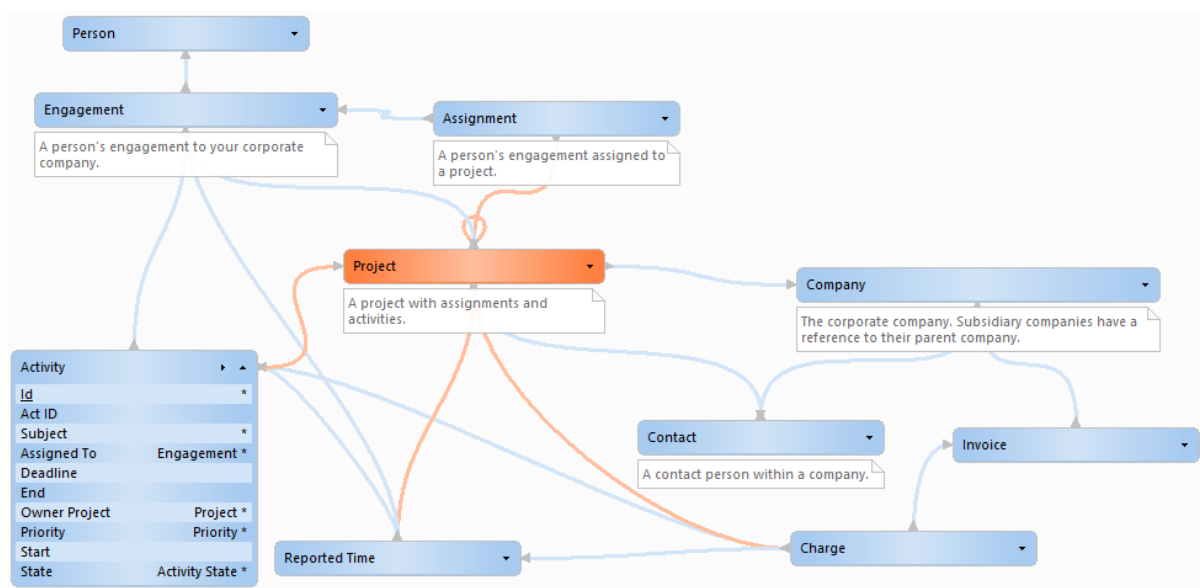 Person
Engagement
A person's engagement to your corporate
company.
Assignment
A person's engagement assigned to
a project.
Project
A project with assignments and
activities.
Company
The corporate company. Subsidiary companies have a
reference to their parent company.
Activity
Id *
Act ID
Subject *
Assigned To Engagement *
Deadline
End
Owner Project Project *
Priority Priority *
Start
State Activity State *
Contact
A contact person within a company.
Invoice
Reported Time
Charge